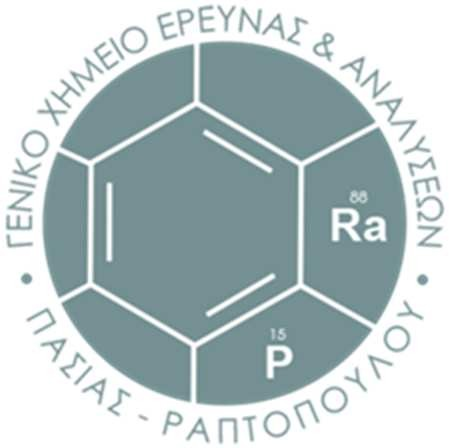 ΓΕΝΙΚΟ ΧΗΜΕΙΟ ΕΡΕΥΝΑΣ & ΑΝΑΛΥΣΕΩΝ
88
Ra
15
P
• ΠΑΣΙΑΣ - ΡΑΠΤΟΠΟΥΛΟΥ •